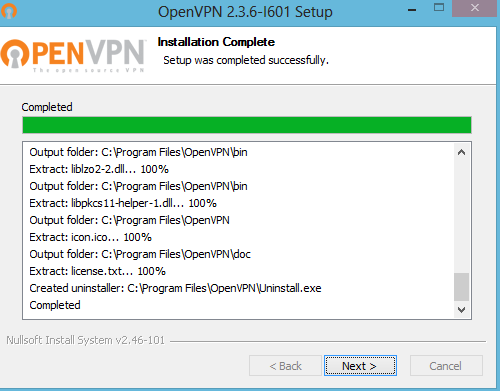 OpenVPN 2.3.6-I601 Setup
OPENVPN™
The open source VPN
Installation Complete
Setup was completed successfully.
Completed
Output folder: C:\Program Files\OpenVPN\bin
Extract: liblzo2-2.dll... 100%
Output folder: C:\Program Files\OpenVPN\bin
Extract: libpkcs11-helper-1.dll... 100%
Output folder: C:\Program Files\OpenVPN
Extract: icon.ico... 100%
Output folder: C:\Program Files\OpenVPN\doc
Extract: license.txt... 100%
Created uninstaller: C:\Program Files\OpenVPN\Uninstall.exe
Completed
Nullsoft Install System v2.46-101
< Back
Next >
Cancel